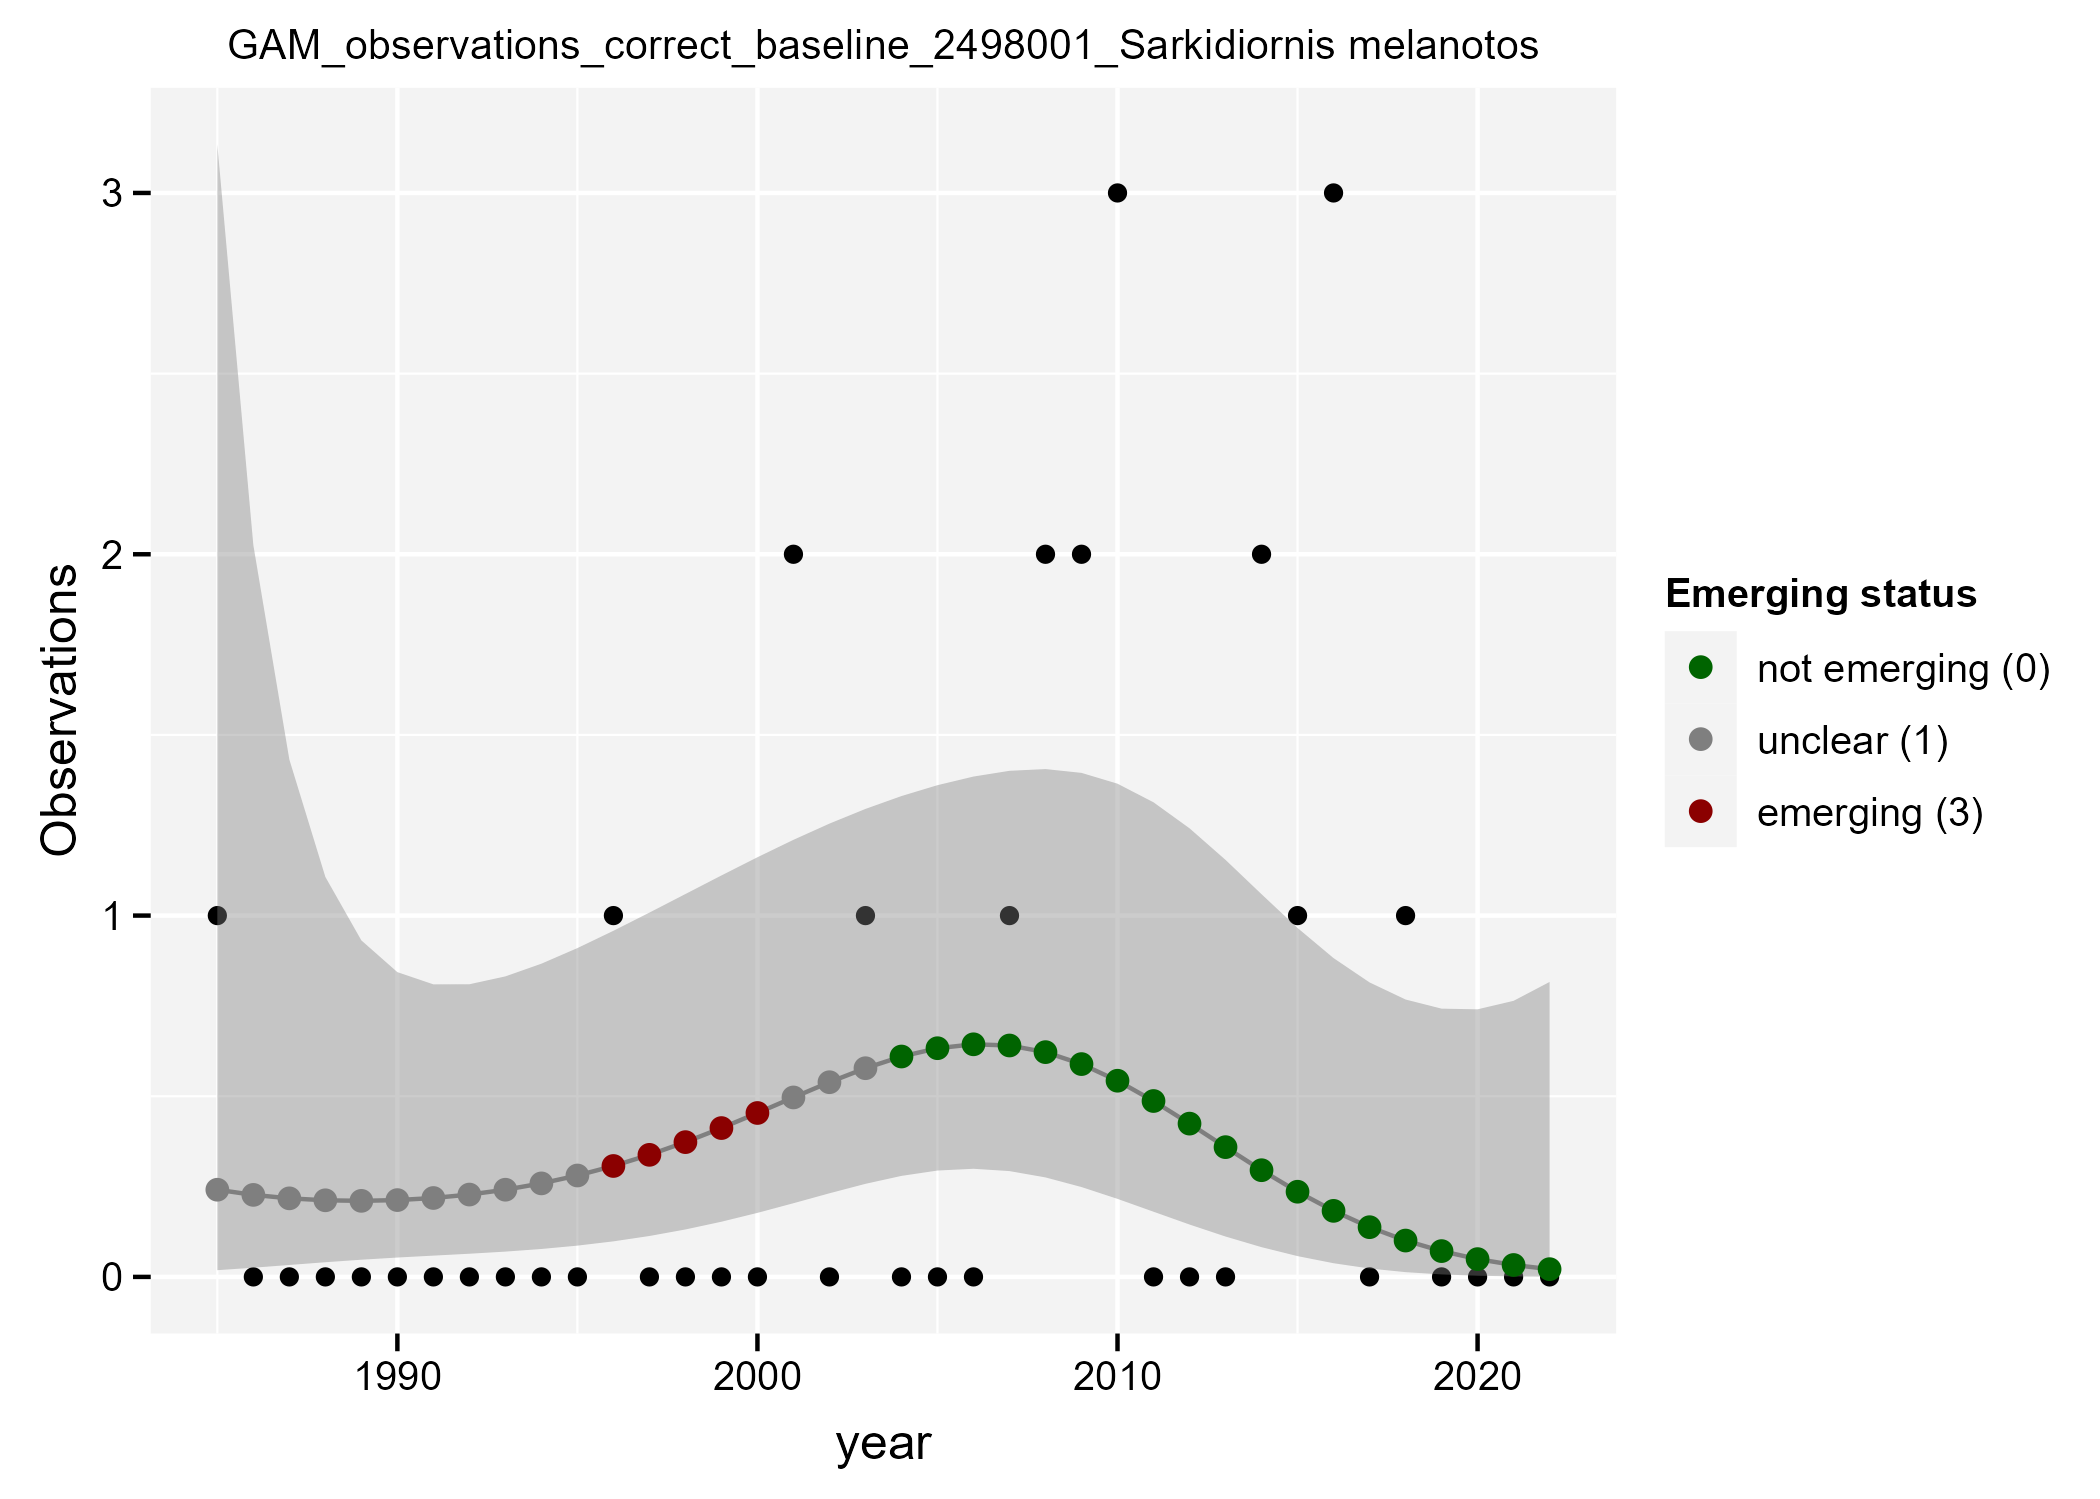 GAM_observations_correct_baseline_2498001_Sarkidiornis melanotos
3
2
1
0
Observations
1990 2000 2010 2020
year
Emerging status
not emerging (0)
unclear (1)
emerging (3)